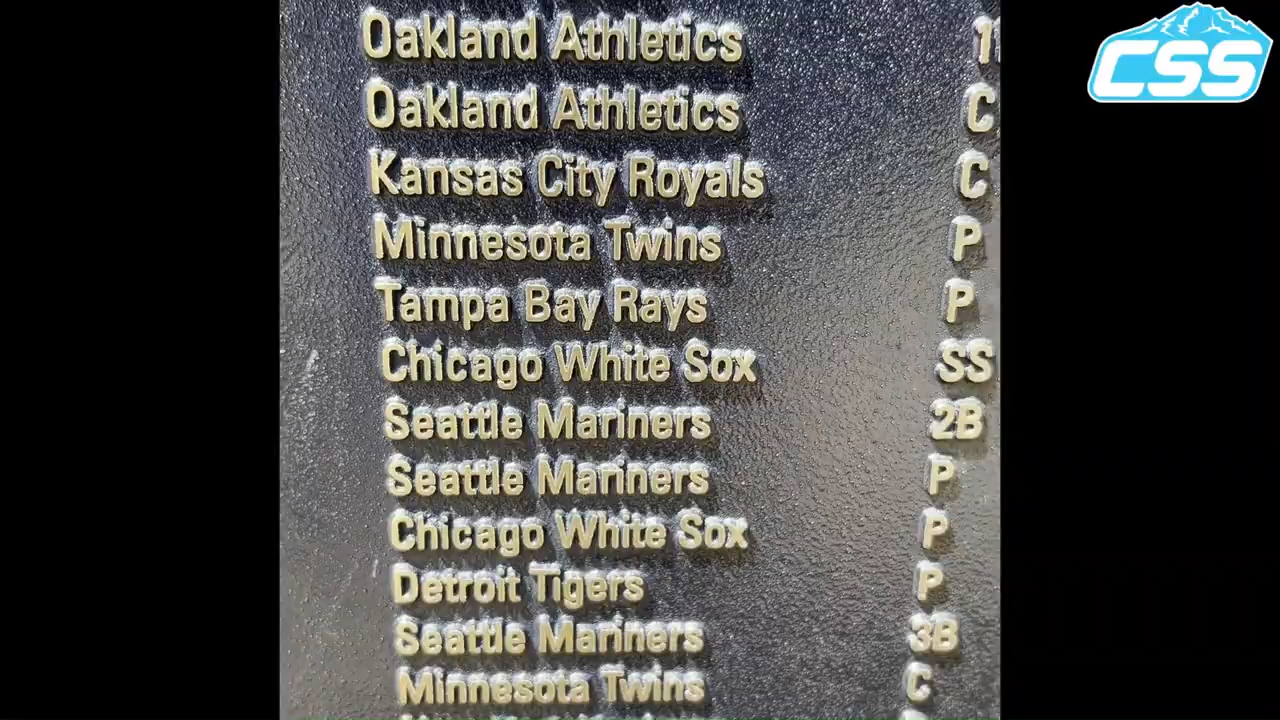 CSS
Oakland Athletics
Oakland Athletics C
Kansas City Royals C
Minnesota Twins P
Tampa Bay Rays P
Chicago White Sox SS
Seattle Mariners 2B
Seattle Mariners P
Chicago White Sox P
Detroit Tigers P
Seattle Mariners 3B
Minnesota Twins C